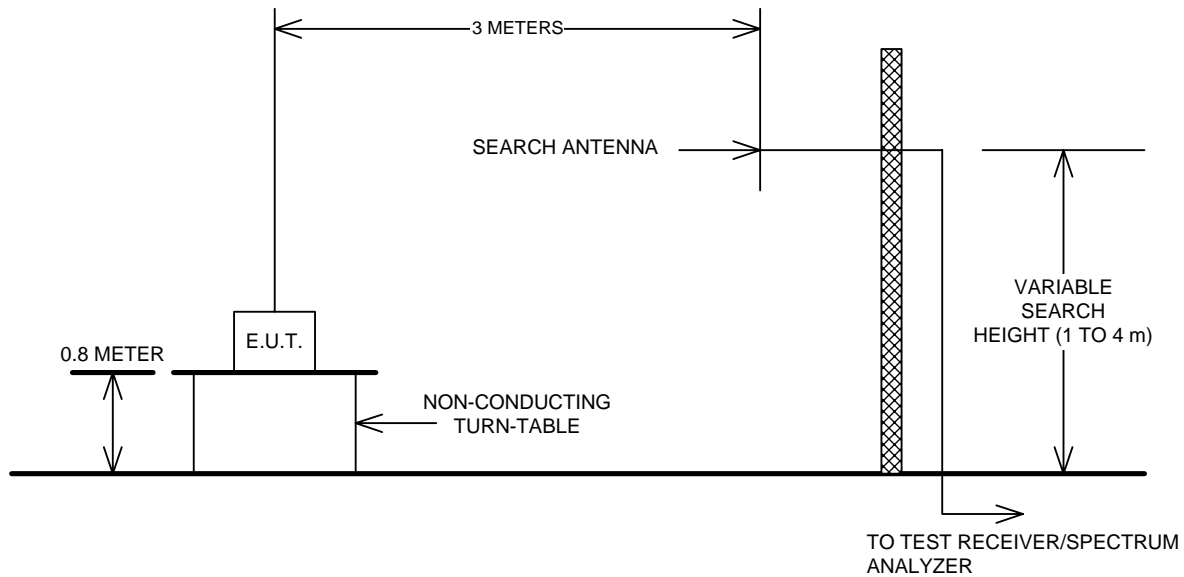 3 METERS
SEARCH ANTENNA
E.U.T.
0.8 METER
NON-CONDUCTING
TURN-TABLE
VARIABLE
SEARCH
HEIGHT (1 TO 4 m)
TO TEST RECEIVER/SPECTRUM
ANALYZER